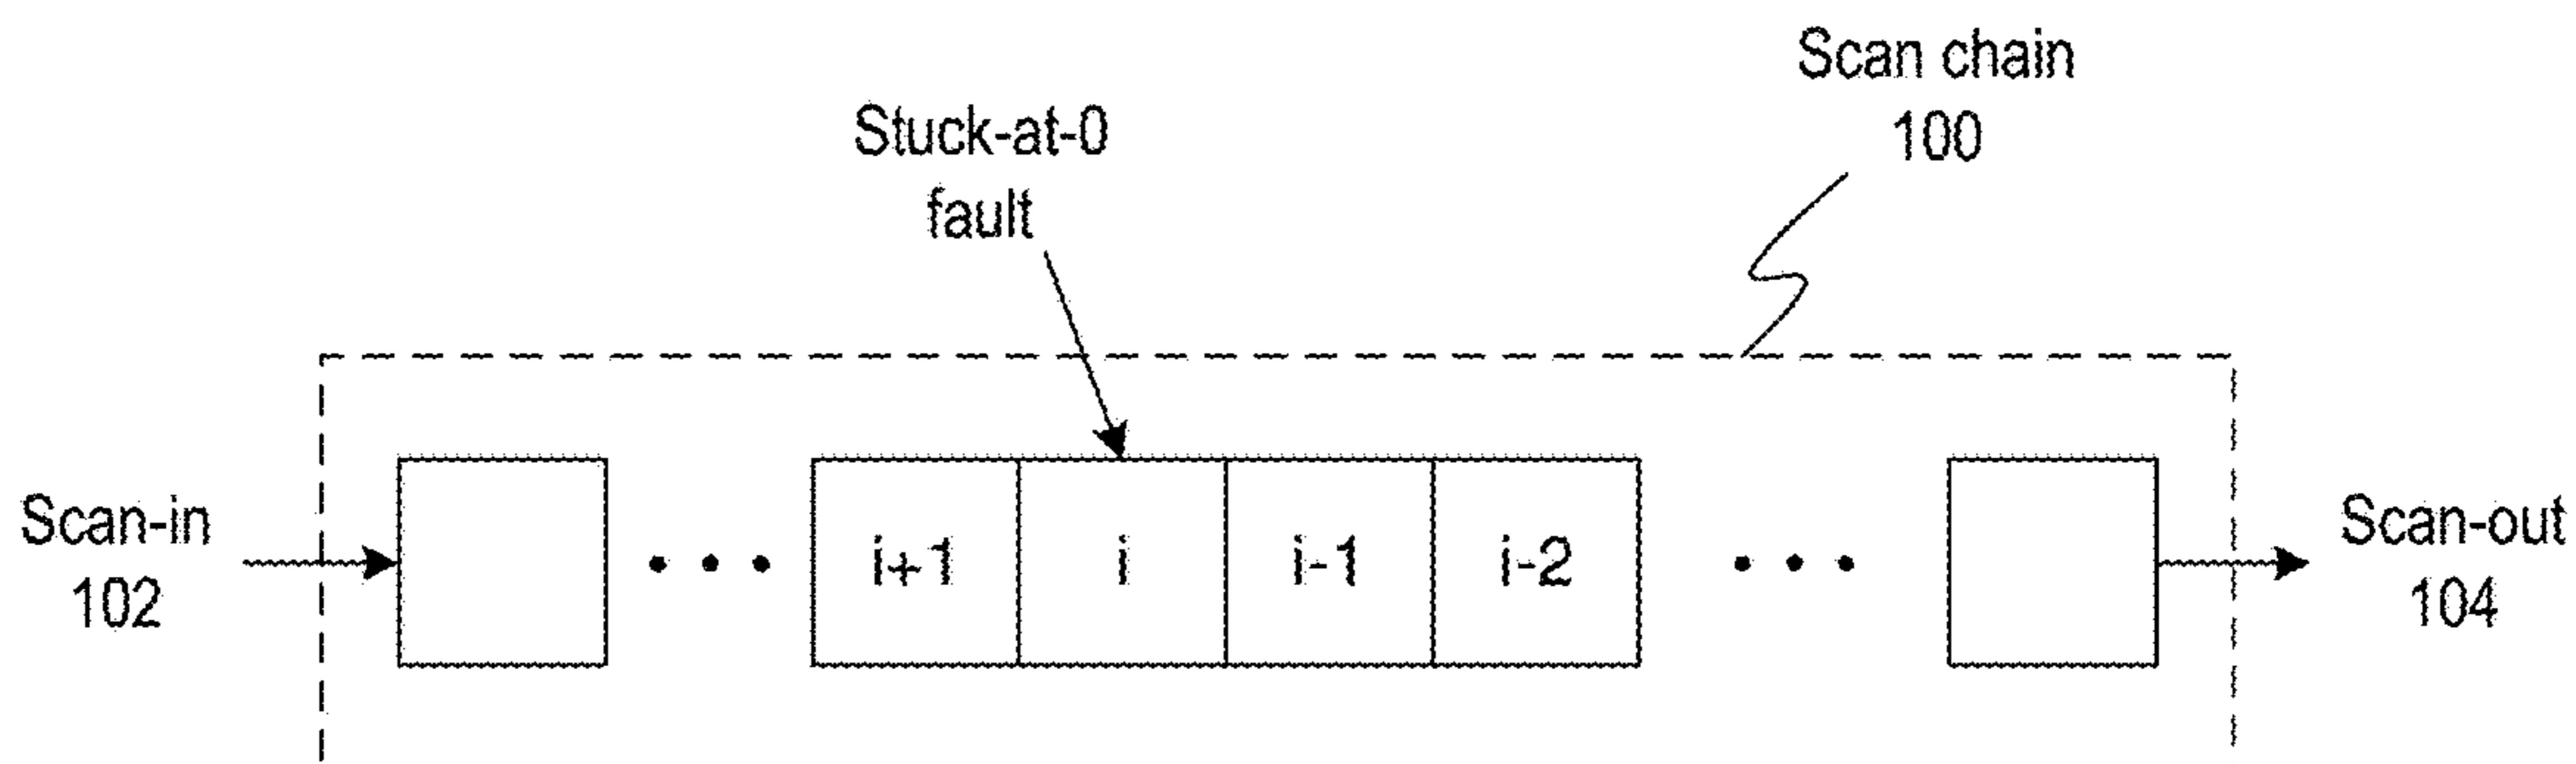 Scan chain
100
Stuck-at-0
fault
Scan-in
102
i+1 i i-1 i-2
Scan-out
104